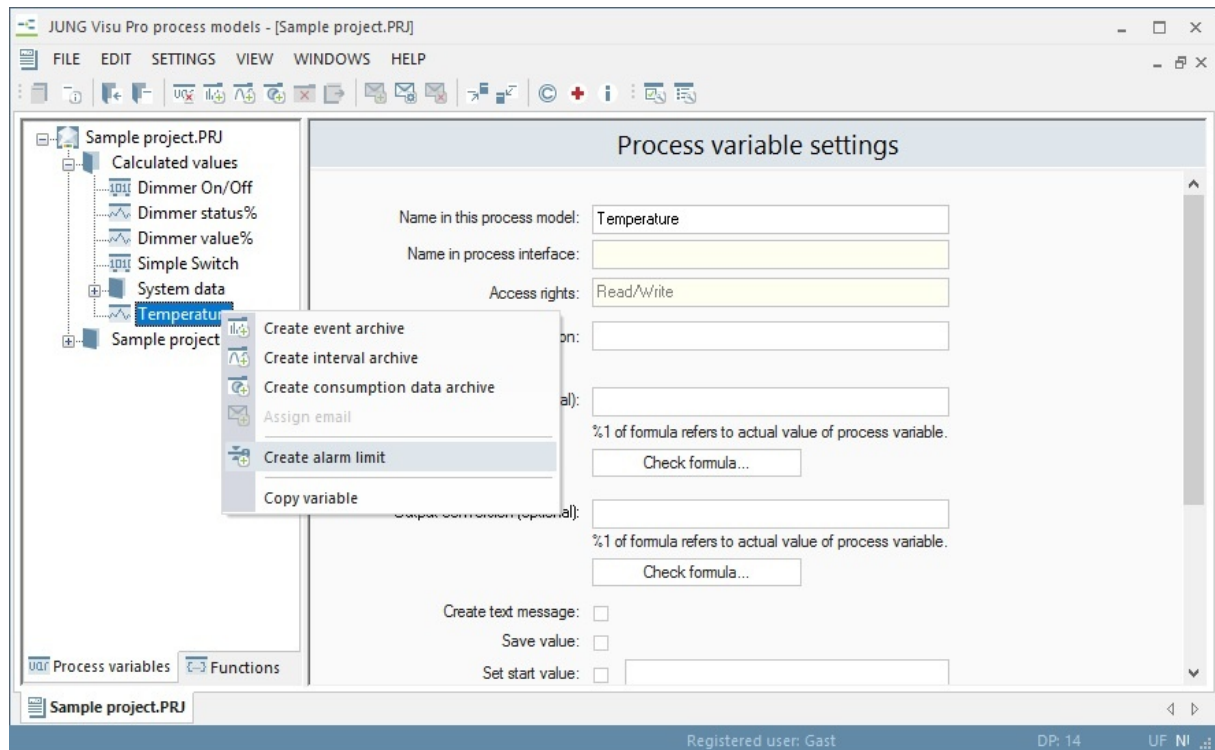 JUNG Visu Pro process models - [Sample project.PRJ]
FILE EDIT SETTINGS VIEW WINDOWS HELP
Sample project.PRJ
Calculated values
Dimmer On/Off
Dimmer status%
Dimmer value%
Simple Switch
System data
Temperatur
Sample project
Create event archive
Create interval archive
Create consumption data archive
Assign email
Create alarm limit
Copy variable
Process variable settings
Name in this process model: Temperature
Name in process interface:
Access rights: Read/Write
on:
al):
%1 of formula refers to actual value of process variable.
Check formula...
Output conversion (optional):
%1 of formula refers to actual value of process variable.
Check formula...
Create text message:
Save value:
Set start value:
var Process variables {...} Functions
Sample project.PRJ
Registered user: Gast DP: 14 UF